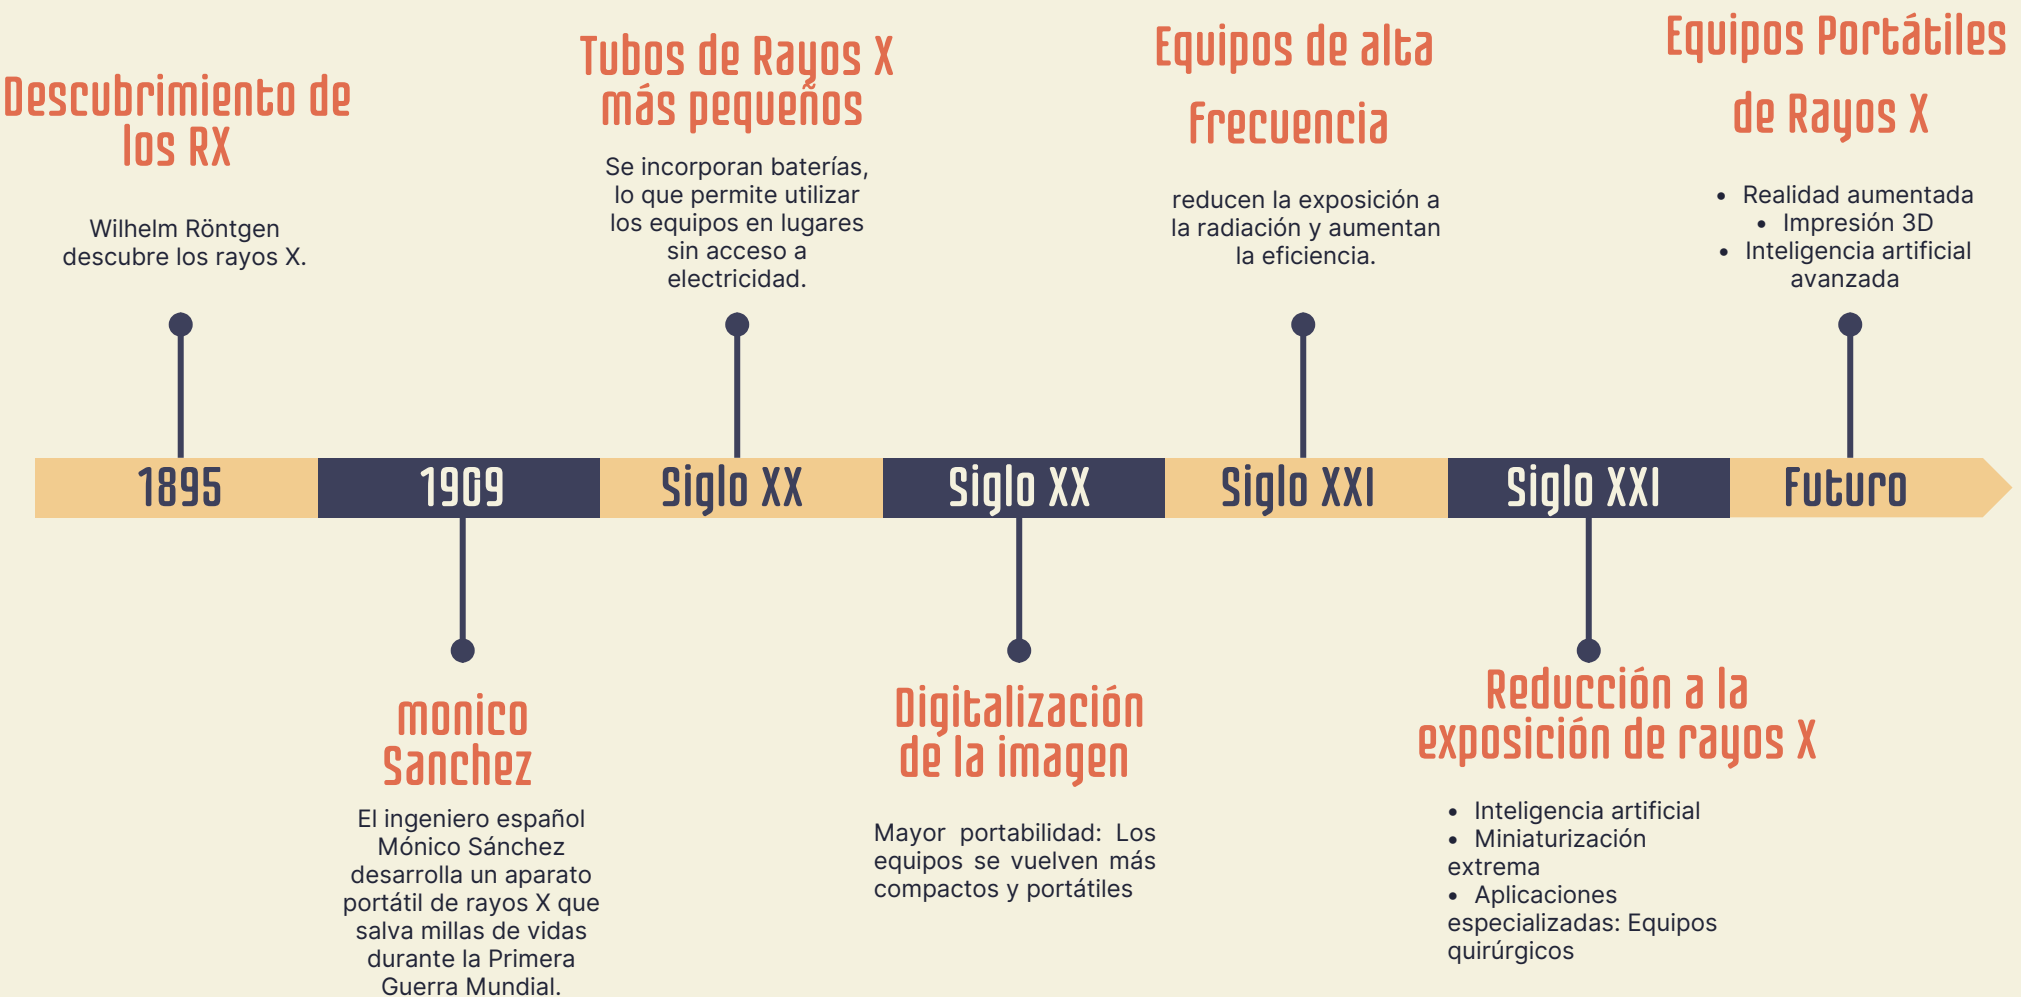 Descubrimiento de
los RX
Wilhelm Röntgen
descubre los rayos X.
Tubos de Rayos X
más pequeños
Se incorporan baterías,
lo que permite utilizar
los equipos en lugares
sin acceso a
electricidad.
Equipos de alta
Frecuencia
reducen la exposición a
la radiación y aumentan
la eficiencia.
Equipos Portátiles
de Rayos X
• Realidad aumentada
• Impresión 3D
• Inteligencia artificial
avanzada
1895
1909
Siglo XX
Siglo XX
Siglo XXI
Siglo XXI
Futuro
monico
Sanchez
El ingeniero español
Mónico Sánchez
desarrolla un aparato
portátil de rayos X que
salva millas de vidas
durante la Primera
Guerra Mundial.
Digitalización
de la imagen
Mayor portabilidad: Los
equipos se vuelven más
compactos y portátiles
Reducción a la
exposición de rayos X
• Inteligencia artificial
• Miniaturización
extrema
• Aplicaciones
especializadas: Equipos
quirúrgicos